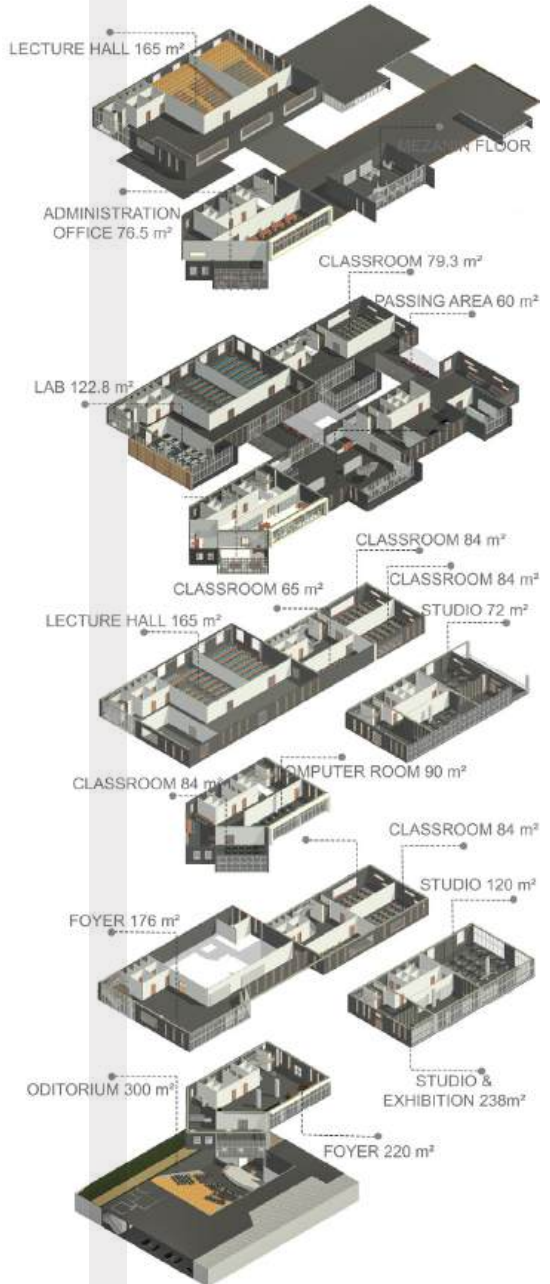 LECTURE HALL 165 m²
MEZANIN FLOOR
ADMINISTRATION
OFFICE 76.5 m²
CLASSROOM 79.3 m²
PASSING AREA 60 m²
LAB 122.8 m²
CLASSROOM 84 m²
CLASSROOM 65 m²
CLASSROOM 84 m²
STUDIO 72 m²
LECTURE HALL 165 m²
OMPUTER ROOM 90 m²
CLASSROOM 84 m²
CLASSROOM 84 m²
STUDIO 120 m²
FOYER 176 m²
ODITORIUM 300 m²
STUDIO &
EXHIBITION 238m²
FOYER 220 m²